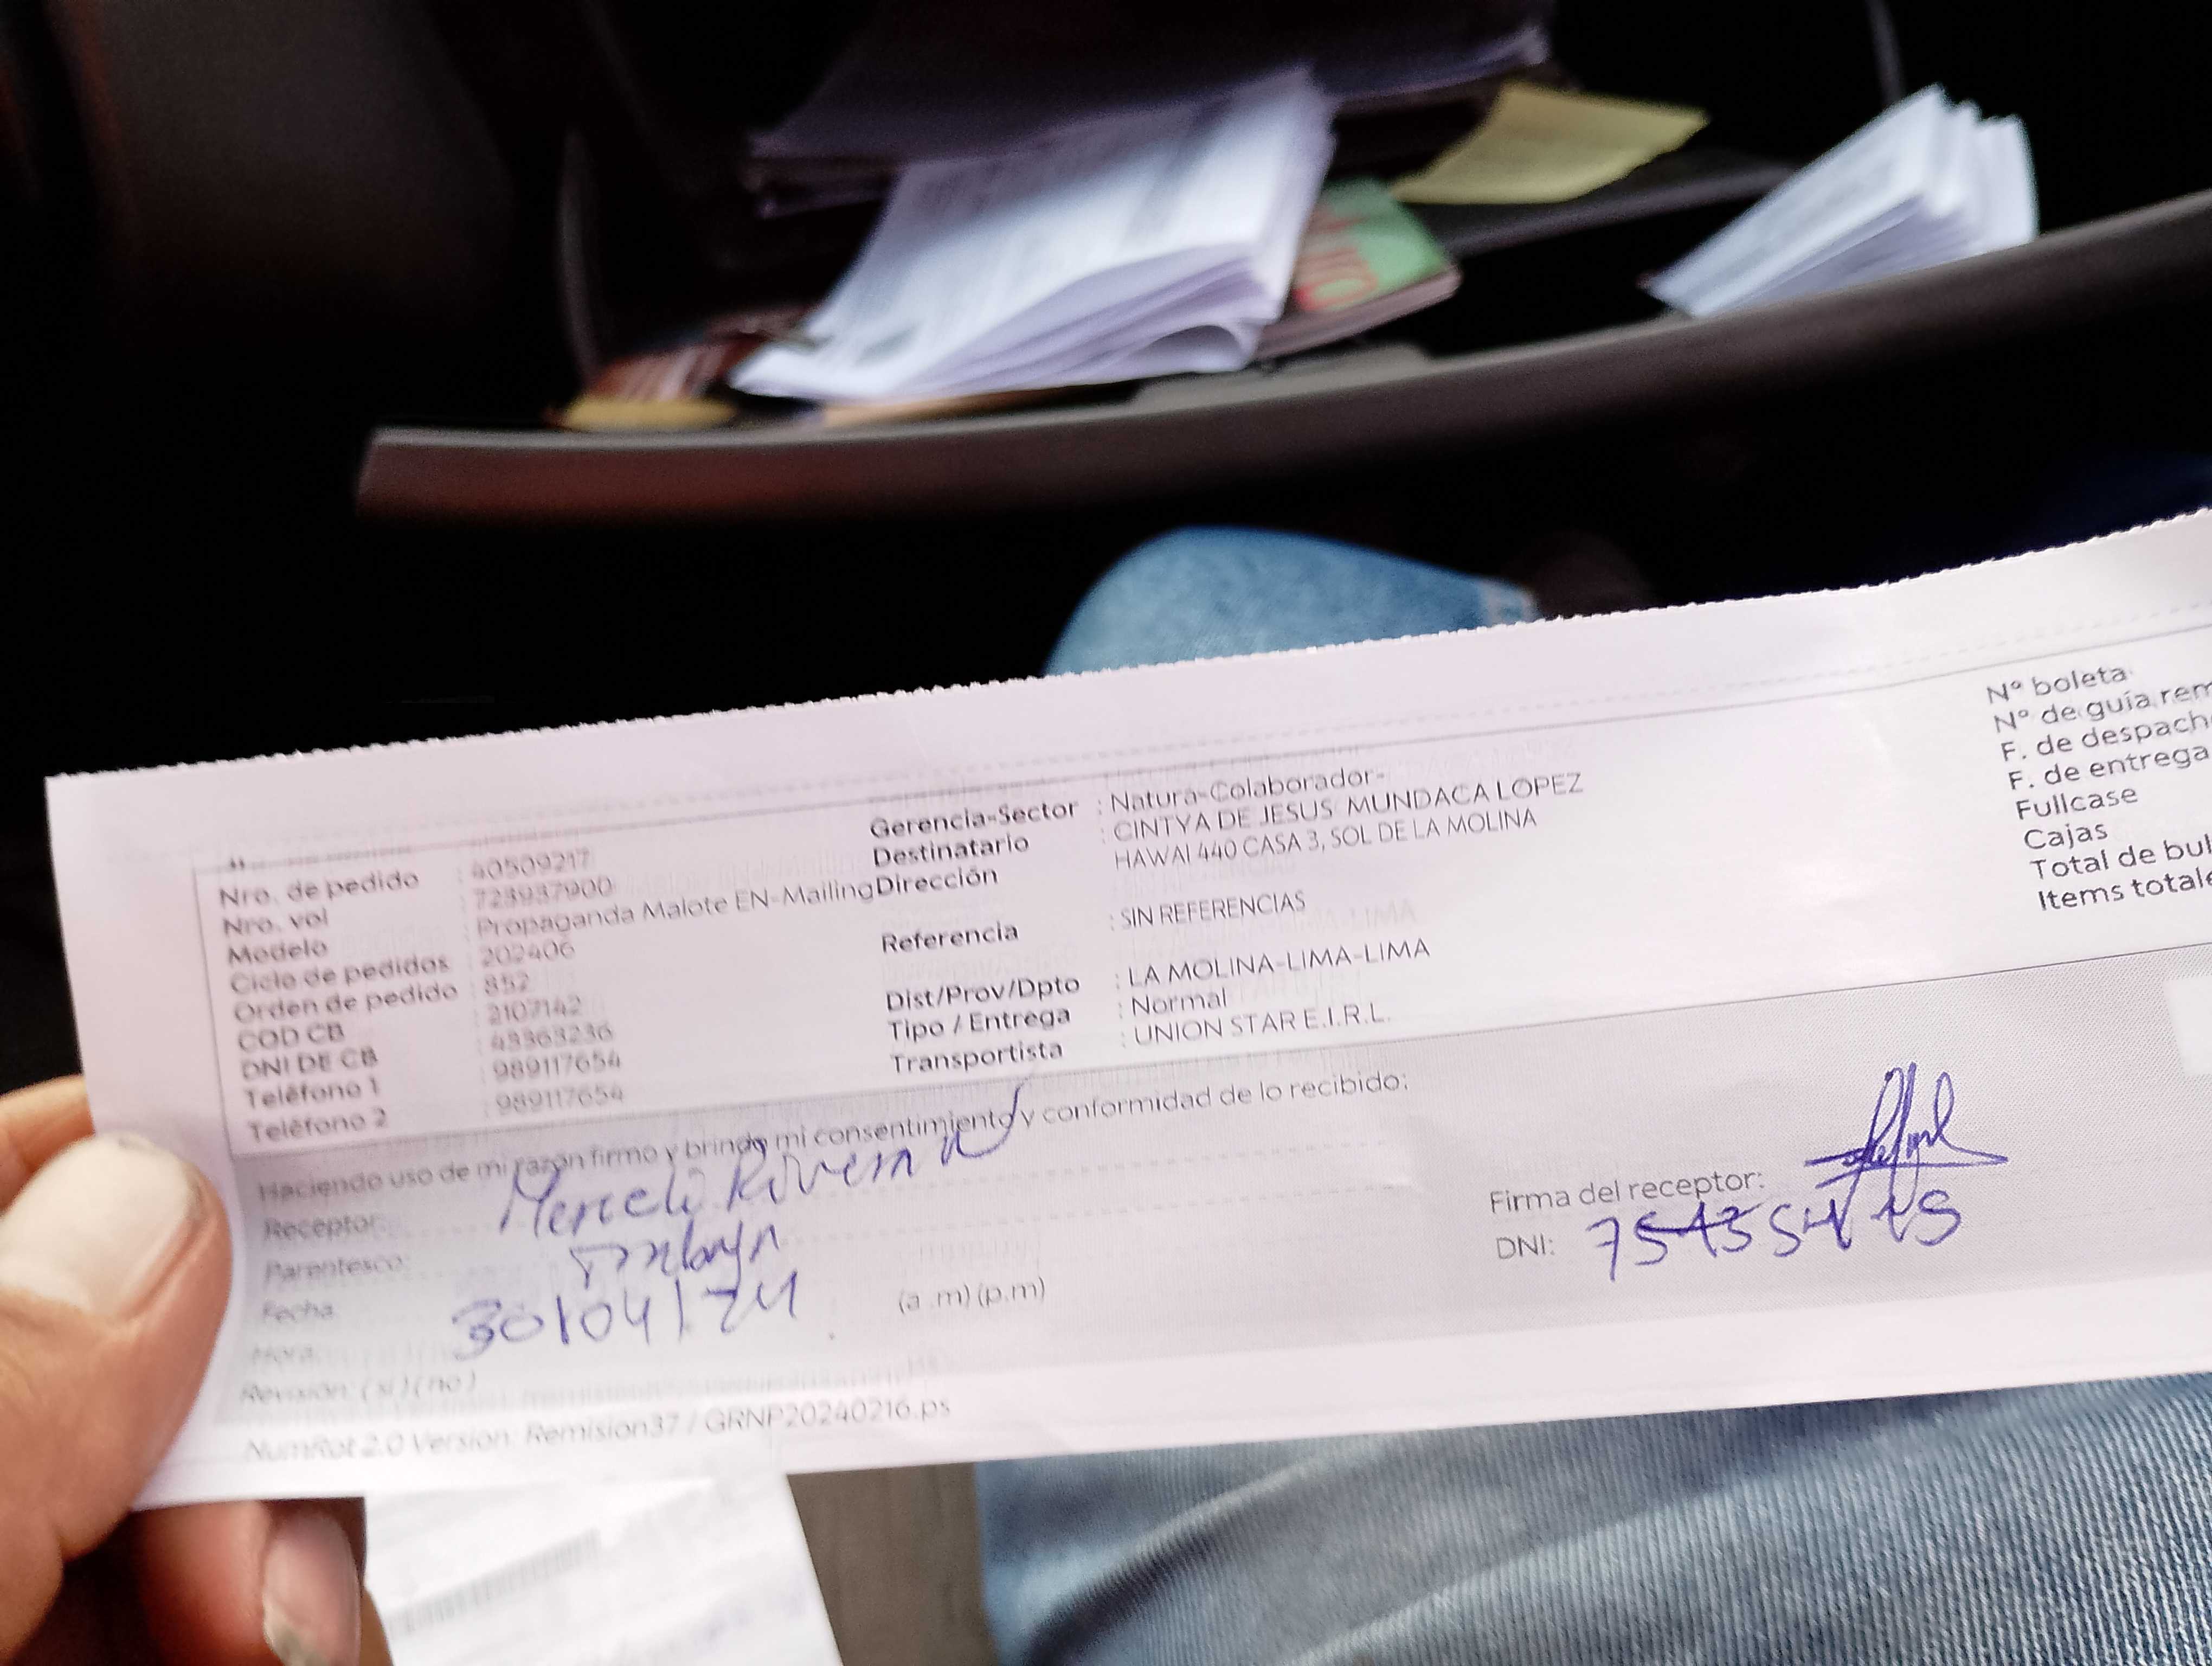 Nro. de pedido : 40509217
Nro. vol : 723937900
Modelo : Propaganda Malote EN-Mailing
Ciclo de pedidos : 202406
Orden de pedido : 852
COD CB : 2107142
DNI DE CB : 43363236
Teléfono 1 : 989117654
Teléfono 2 : 989117654
Gerencia-Sector : Natura-Colaborador-
Destinatario : CINTYA DE JESUS MUNDACA LOPEZ
Dirección HAWAI 440 CASA 3, SOL DE LA MOLINA
Referencia : SIN REFERENCIAS
Dist/Prov/Dpto : LA MOLINA-LIMA-LIMA
Tipo / Entrega : Normal
Transportista : UNION STAR E.I.R.L.
N° boleta
N° de guía rem
F. de despach
F. de entrega
Fullcase
Cajas
Total de bul
Items totale
Haciendo uso de mi razón firmo y brindo mi consentimiento y conformidad de lo recibido:
Receptor: Rivera
Parentesco:
Fecha: 30/04/24
Hora: (a .m) (p.m)
Revisión: (si) (no)
Firma del receptor:
DNI:
NumRot 2.0 Version: Remision37 / GRNP20240216.ps